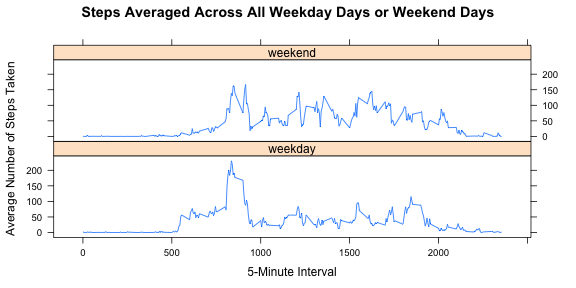 Steps Averaged Across All Weekday Days or Weekend Days
weekend
200
150
100
50
0
weekday
200
150
100
50
0
Average Number of Steps Taken
0 500 1000 1500 2000
5-Minute Interval